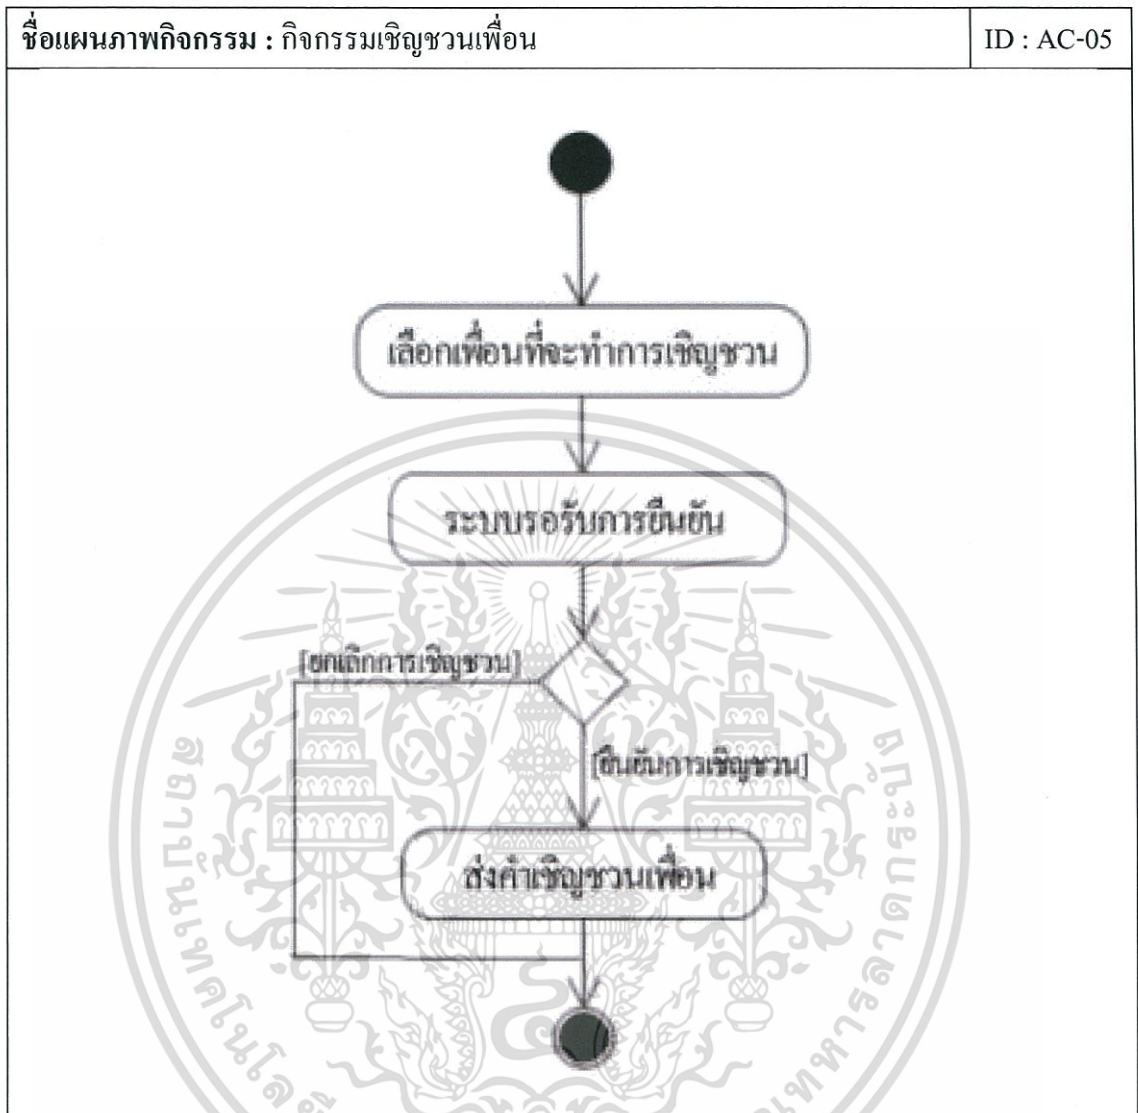 ชื่อแผนภาพกิจกรรม : กิจกรรมเชิญชวนเพื่อน
ID : AC-05
เลือกเพื่อนที่จะทำการเชิญชวน
ระบบรอรับการยืนยัน
[ยกเลิกการเชิญชวน]
[ยืนยันการเชิญชวน]
ส่งคำเชิญชวนเพื่อน